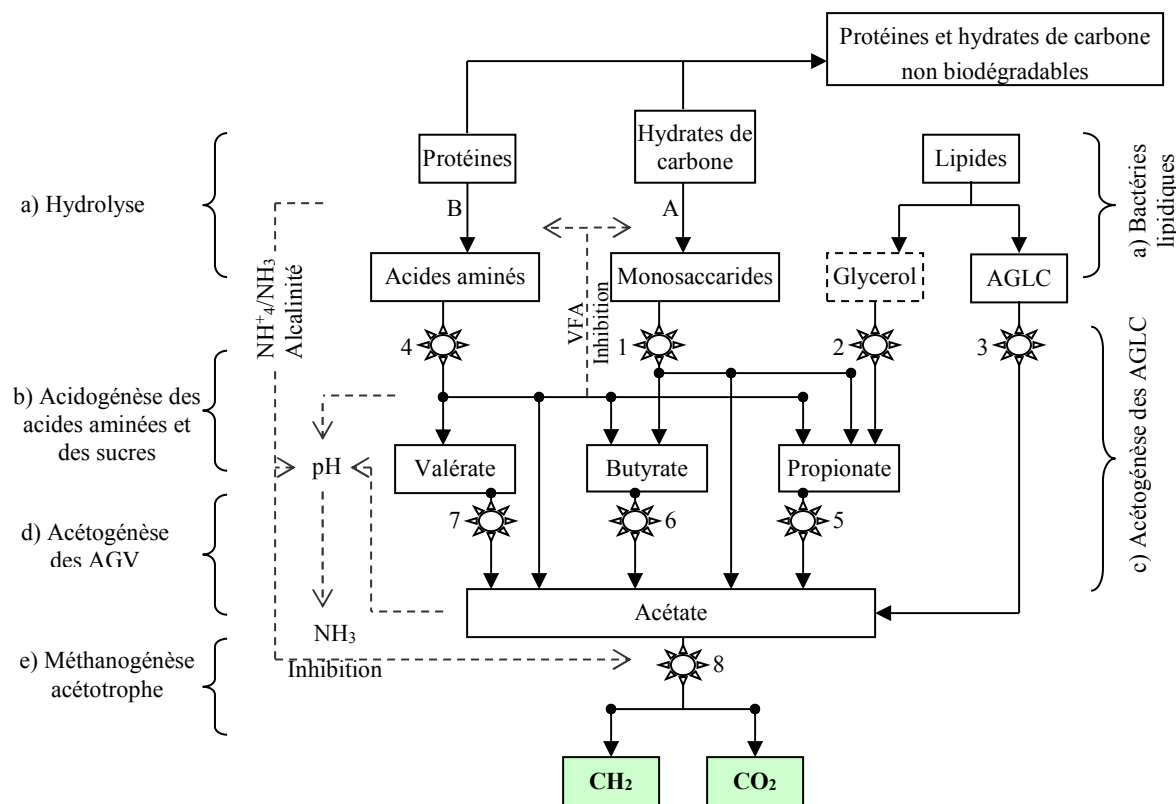 Protéines et hydrates de carbone
non biodégradables
Protéines
Hydrates de
carbone
Lipides
a) Hydrolyse
B
A
a) Bactéries
lipidiques
Acides aminés
Monosaccarides
Glycerol
AGLC
NH⁺₄/NH₃
Alcalinité
VFA
Inhibition
4
1
2
3
b) Acidogénèse des
acides aminées et
des sucres
c) Acétogénèse des AGLC
pH
Valérate
Butyrate
Propionate
7
6
5
d) Acétogénèse
des AGV
Acétate
NH₃
Inhibition
e) Méthanogénèse
acétotrophe
8
CH₂
CO₂